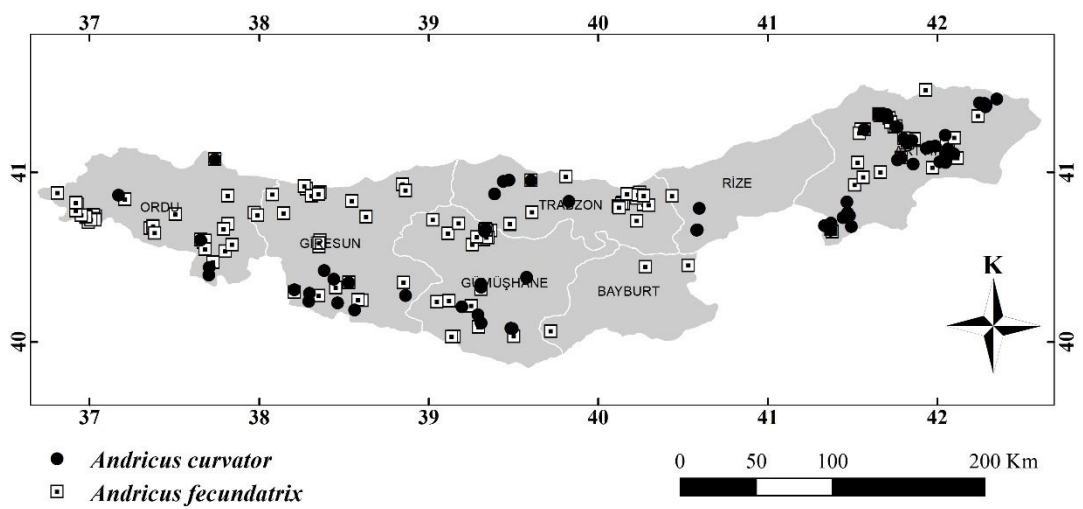 37 38 39 40 41 42
41 41
ORDU
GİRESUN
TRABZON
RİZE
ARTVİN
GÜMÜŞHANE
BAYBURT
K
40 40
37 38 39 40 41 42
Andricus curvator
Andricus fecundatrix
0 50 100 200 Km